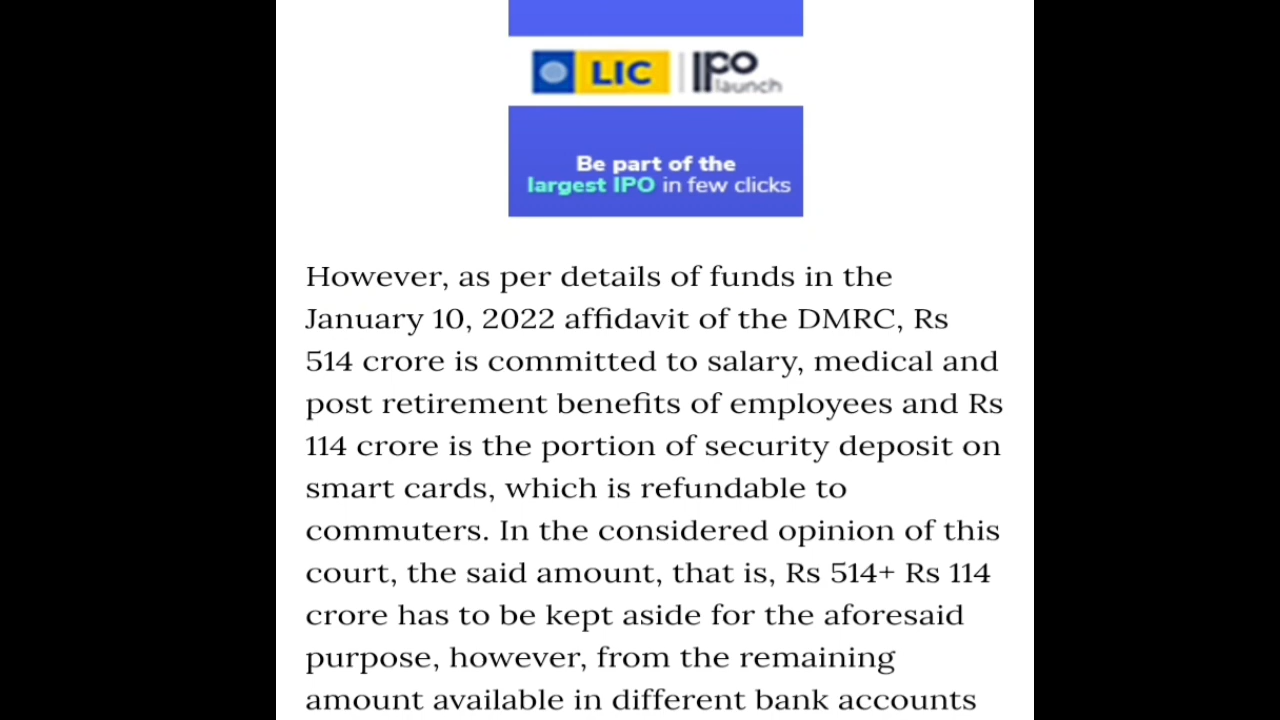 LIC | IPO
launch
Be part of the
largest IPO in few clicks
However, as per details of funds in the
January 10, 2022 affidavit of the DMRC, Rs
514 crore is committed to salary, medical and
post retirement benefits of employees and Rs
114 crore is the portion of security deposit on
smart cards, which is refundable to
commuters. In the considered opinion of this
court, the said amount, that is, Rs 514+ Rs 114
crore has to be kept aside for the aforesaid
purpose, however, from the remaining
amount available in different bank accounts